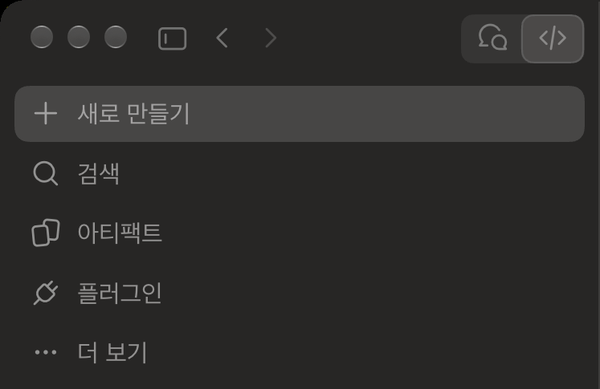 새로 만들기
검색
아티팩트
플러그인
더 보기